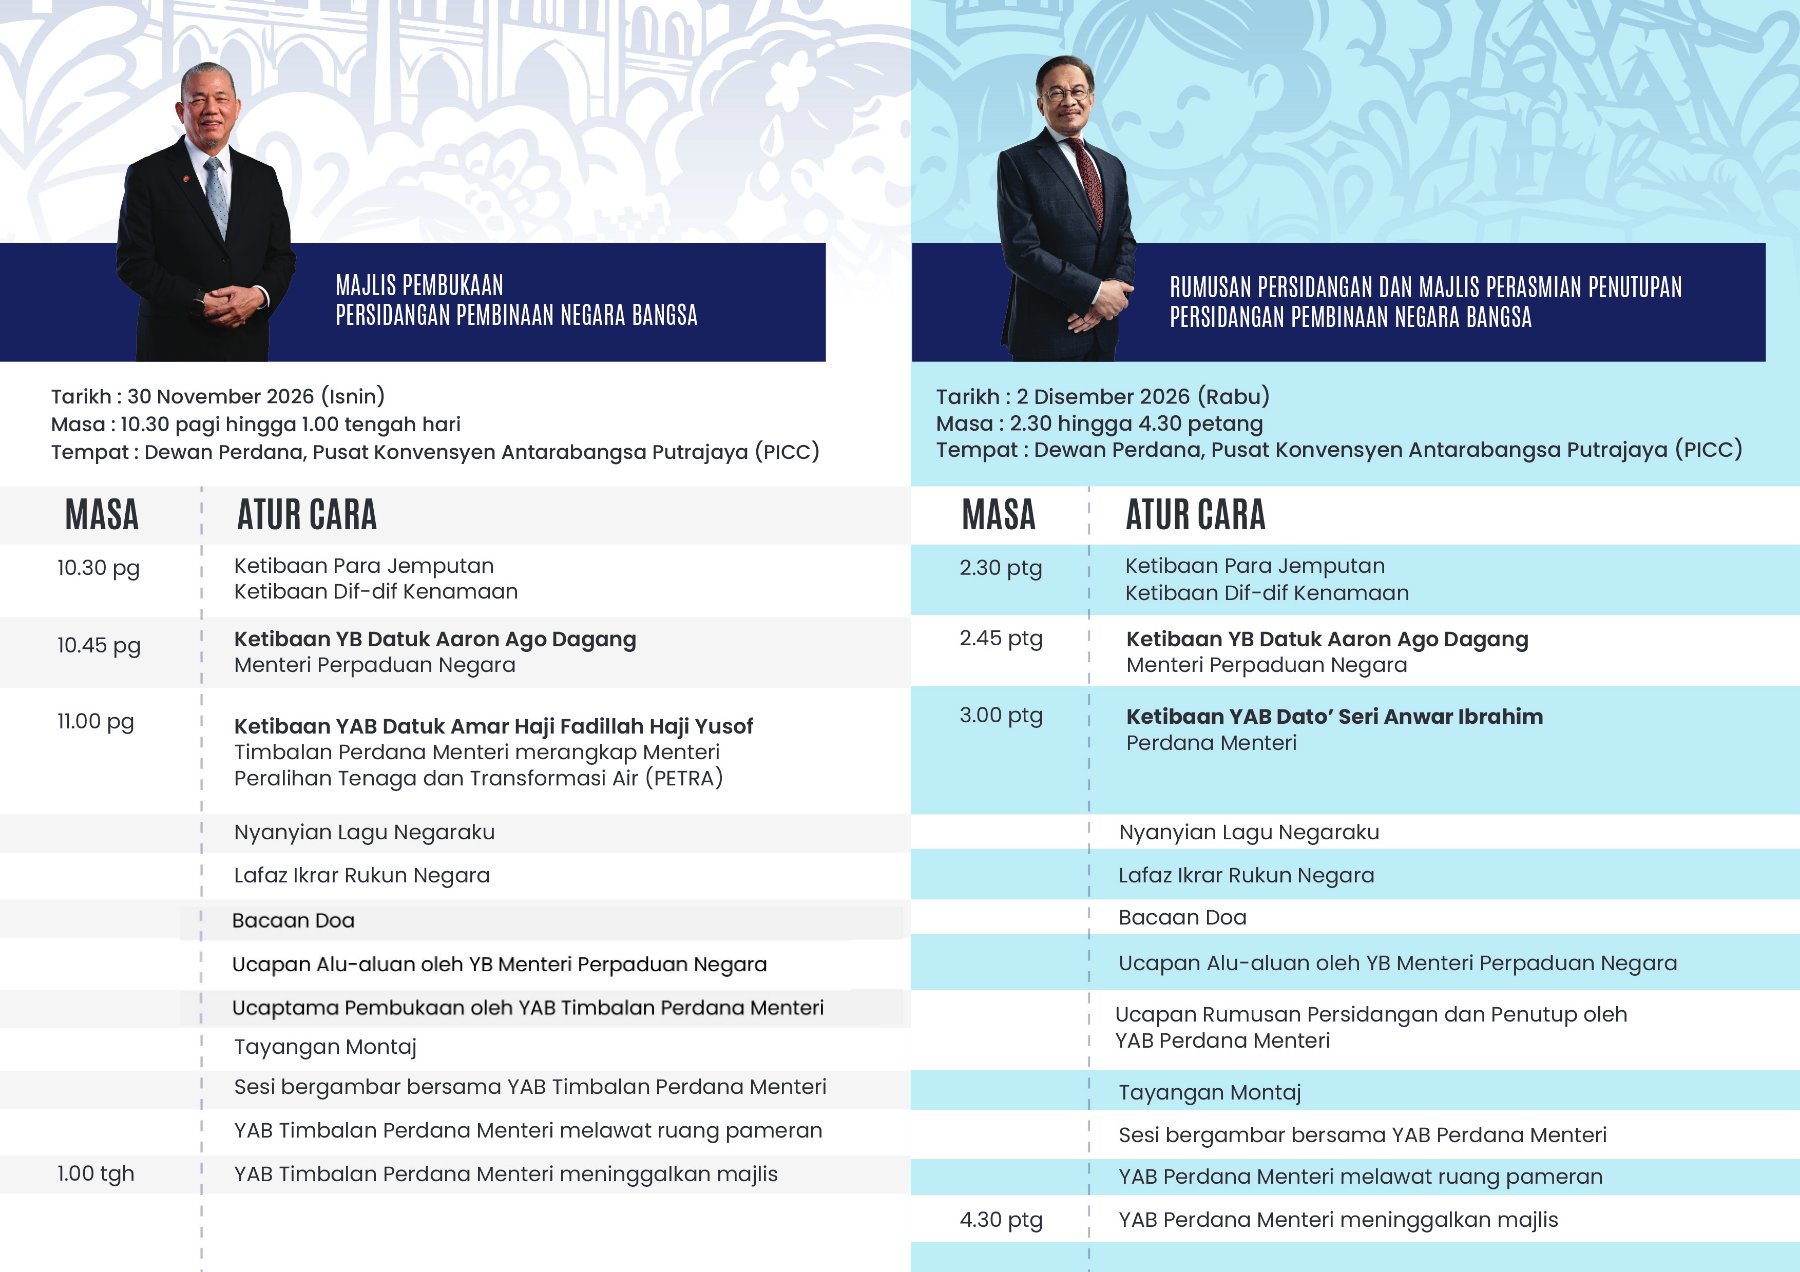 MAJLIS PEMBUKAAN
PERSIDANGAN PEMBINAAN NEGARA BANGSA
Tarikh : 30 November 2026 (Isnin)
Masa : 10.30 pagi hingga 1.00 tengah hari
Tempat : Dewan Perdana, Pusat Konvensyen Antarabangsa Putrajaya (PICC)
MASA ATUR CARA
10.30 pg Ketibaan Para Jemputan
Ketibaan Dif-dif Kenamaan
10.45 pg Ketibaan YB Datuk Aaron Ago Dagang
Menteri Perpaduan Negara
11.00 pg Ketibaan YAB Datuk Amar Haji Fadillah Haji Yusof
Timbalan Perdana Menteri merangkap Menteri
Peralihan Tenaga dan Transformasi Air (PETRA)
Nyanyian Lagu Negaraku
Lafaz Ikrar Rukun Negara
Bacaan Doa
Ucapan Alu-aluan oleh YB Menteri Perpaduan Negara
Ucaptama Pembukaan oleh YAB Timbalan Perdana Menteri
Tayangan Montaj
Sesi bergambar bersama YAB Timbalan Perdana Menteri
YAB Timbalan Perdana Menteri melawat ruang pameran
1.00 tgh YAB Timbalan Perdana Menteri meninggalkan majlis
RUMUSAN PERSIDANGAN DAN MAJLIS PERASMIAN PENUTUPAN
PERSIDANGAN PEMBINAAN NEGARA BANGSA
Tarikh : 2 Disember 2026 (Rabu)
Masa : 2.30 hingga 4.30 petang
Tempat : Dewan Perdana, Pusat Konvensyen Antarabangsa Putrajaya (PICC)
MASA ATUR CARA
2.30 ptg Ketibaan Para Jemputan
Ketibaan Dif-dif Kenamaan
2.45 ptg Ketibaan YB Datuk Aaron Ago Dagang
Menteri Perpaduan Negara
3.00 ptg Ketibaan YAB Dato’ Seri Anwar Ibrahim
Perdana Menteri
Nyanyian Lagu Negaraku
Lafaz Ikrar Rukun Negara
Bacaan Doa
Ucapan Alu-aluan oleh YB Menteri Perpaduan Negara
Ucapan Rumusan Persidangan dan Penutup oleh
YAB Perdana Menteri
Tayangan Montaj
Sesi bergambar bersama YAB Perdana Menteri
YAB Perdana Menteri melawat ruang pameran
4.30 ptg YAB Perdana Menteri meninggalkan majlis